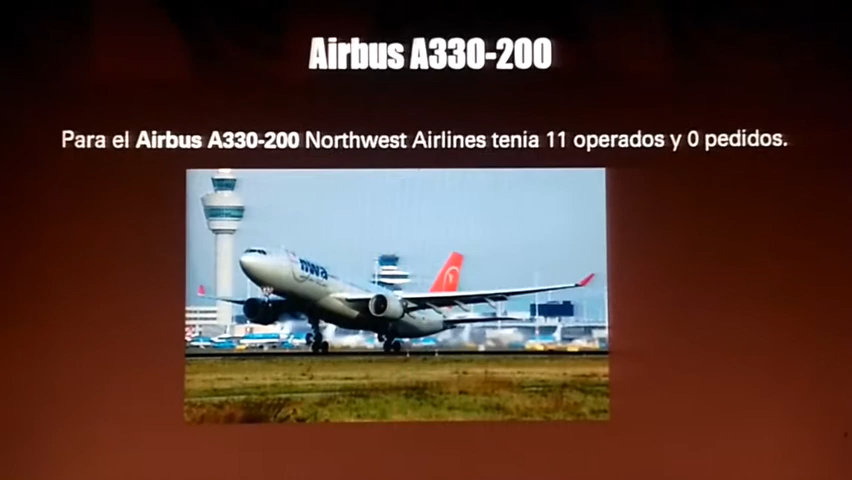 Airbus A330-200
Para el Airbus A330-200 Northwest Airlines tenia 11 operados y 0 pedidos.
nwa